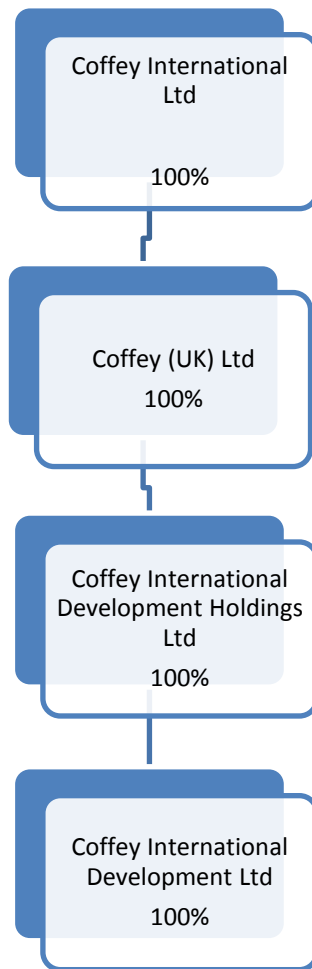 Coffey International
Ltd
100%
Coffey (UK) Ltd
100%
Coffey International
Development Holdings
Ltd
100%
Coffey International
Development Ltd
100%